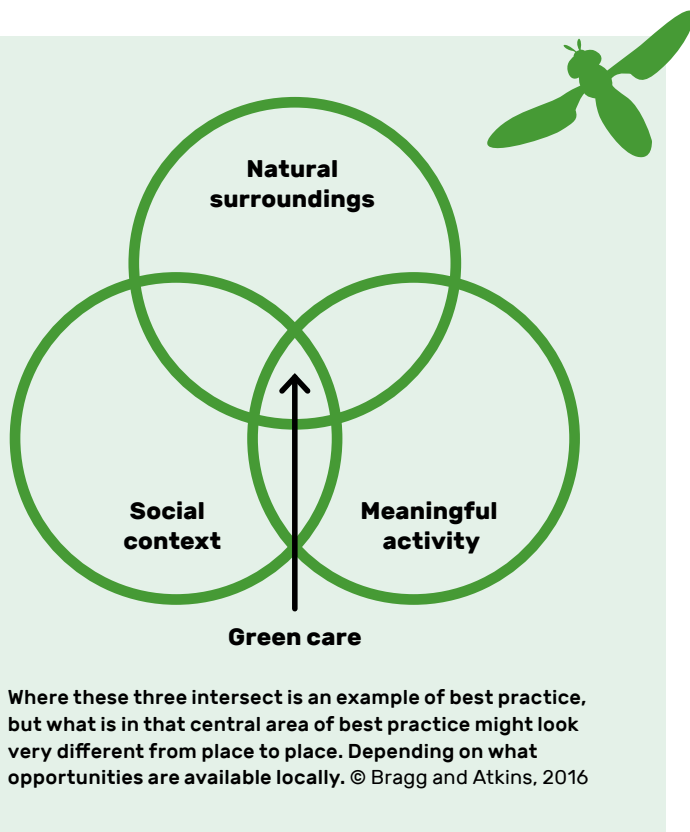 Natural
surroundings
Social
context
Meaningful
activity
Green care
Where these three intersect is an example of best practice,
but what is in that central area of best practice might look
very different from place to place. Depending on what
opportunities are available locally. © Bragg and Atkins, 2016